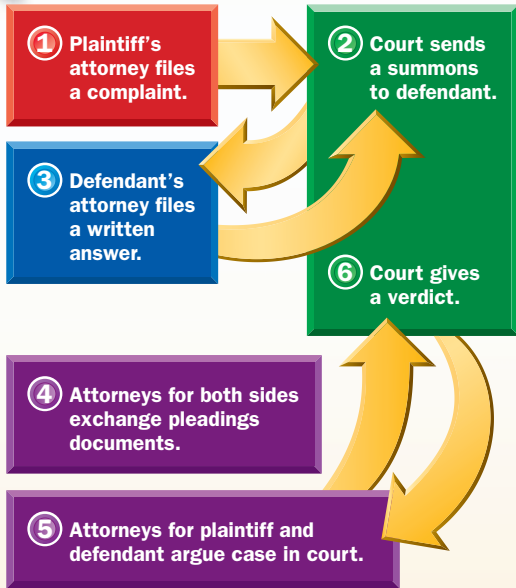 1 Plaintiff's
attorney files
a complaint.
2 Court sends
a summons
to defendant.
3 Defendant's
attorney files
a written
answer.
6 Court gives
a verdict.
4 Attorneys for both sides
exchange pleadings
documents.
5 Attorneys for plaintiff and
defendant argue case in court.